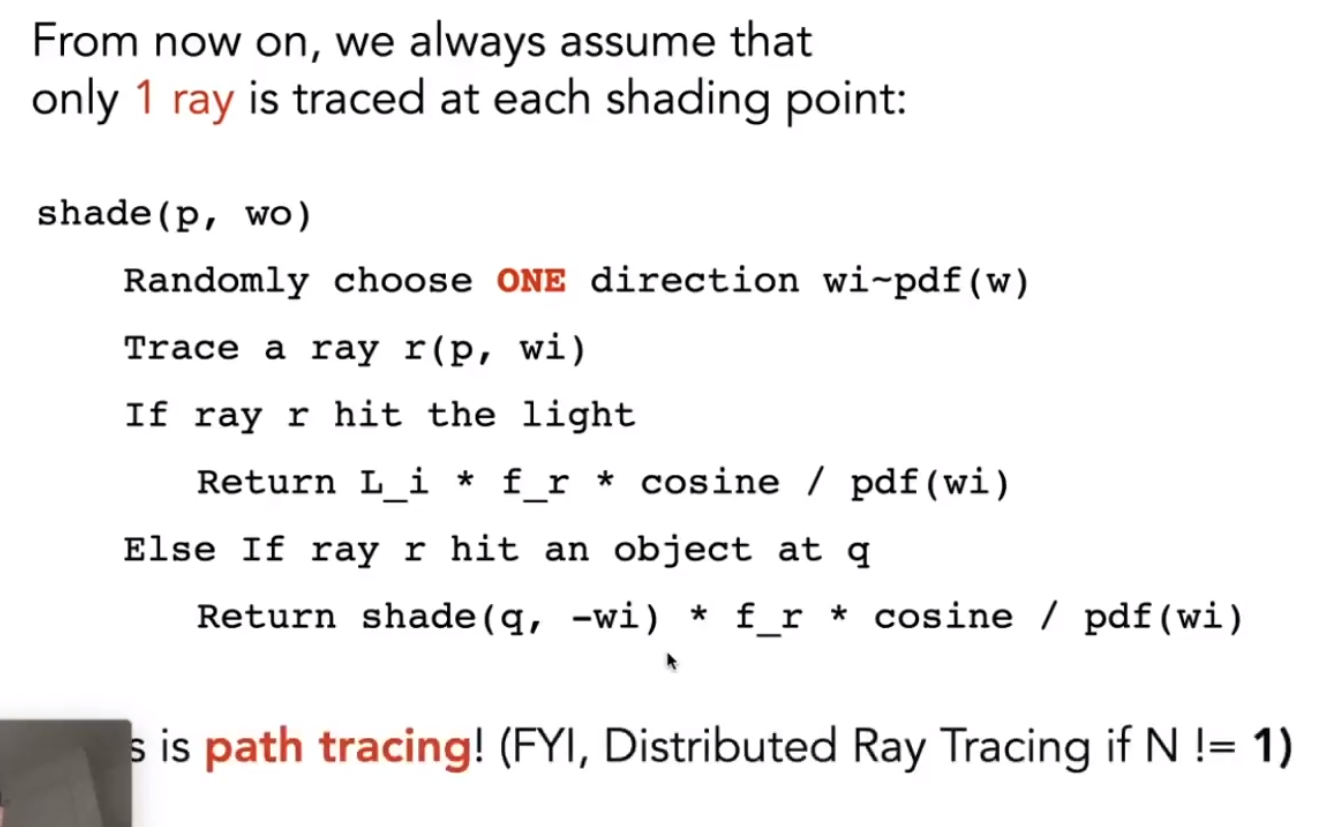 From now on, we always assume that
only 1 ray is traced at each shading point:
shade(p, wo)
Randomly choose ONE direction wi~pdf(w)
Trace a ray r(p, wi)
If ray r hit the light
Return L_i * f_r * cosine / pdf(wi)
Else If ray r hit an object at q
Return shade(q, -wi) * f_r * cosine / pdf(wi)
is path tracing! (FYI, Distributed Ray Tracing if N != 1)